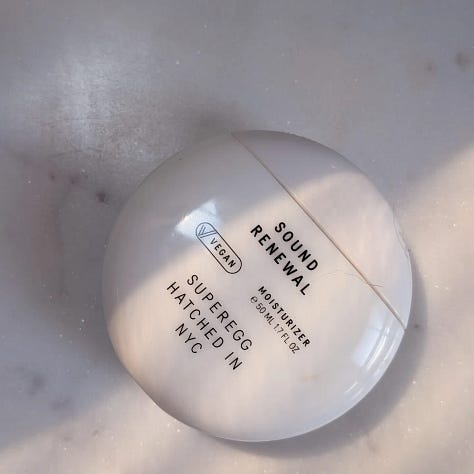 SOUND
RENEWAL
VEGAN
MOISTURIZER
℮ 50 ML 1.7 FL OZ
SUPEREGG
HATCHED IN
NYC